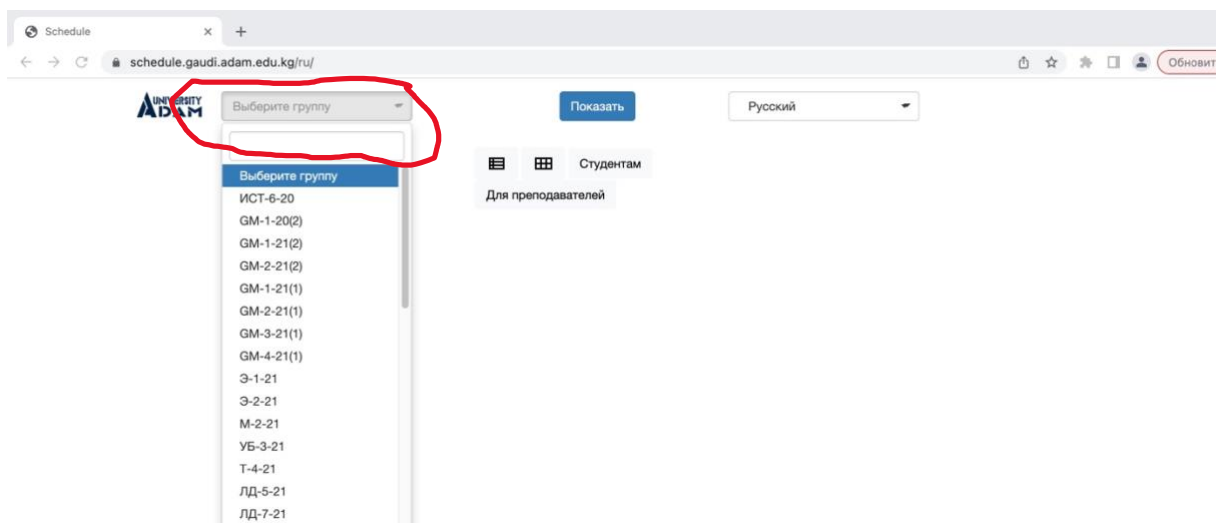 Schedule
schedule.gaudi.adam.edu.kg/ru/
Обновит
UNIVERSITY
ADAM
Выберите группу
Показать
Русский
Студентам
Для преподавателей
Выберите группу
ИСТ-6-20
GM-1-20(2)
GM-1-21(2)
GM-2-21(2)
GM-1-21(1)
GM-2-21(1)
GM-3-21(1)
GM-4-21(1)
Э-1-21
Э-2-21
М-2-21
УБ-3-21
Т-4-21
ЛД-5-21
ЛД-7-21